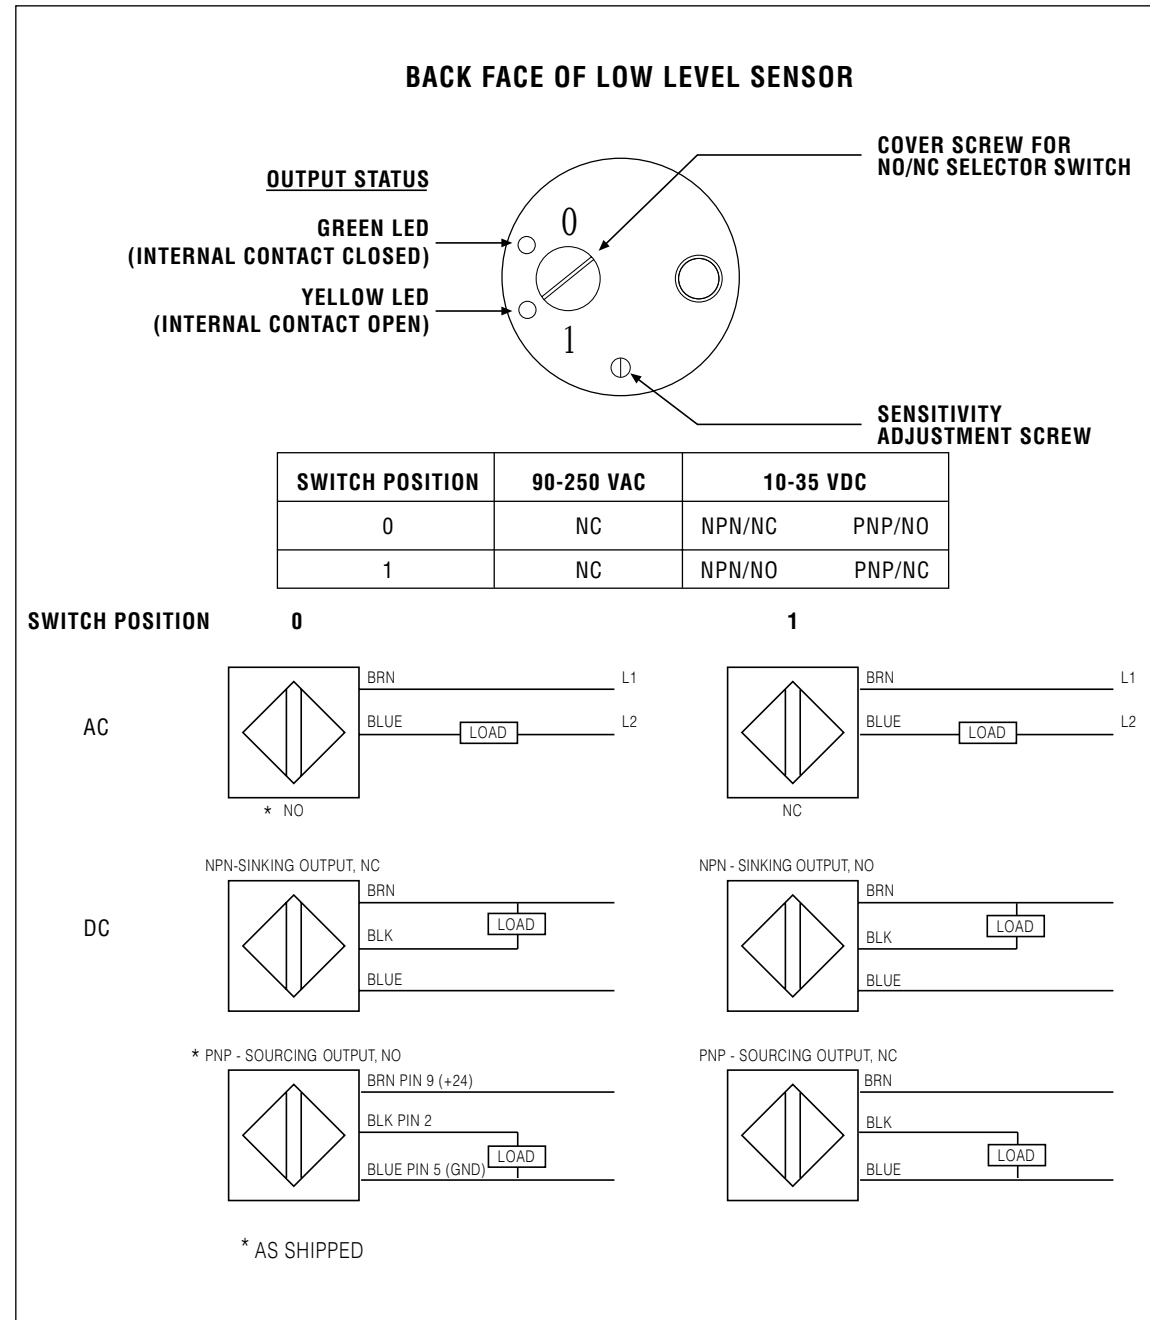 BACK FACE OF LOW LEVEL SENSOR
COVER SCREW FOR
NO/NC SELECTOR SWITCH
OUTPUT STATUS
GREEN LED
(INTERNAL CONTACT CLOSED)
YELLOW LED
(INTERNAL CONTACT OPEN)
0
1
SENSITIVITY
ADJUSTMENT SCREW
SWITCH POSITION 90-250 VAC 10-35 VDC
0 NC NPN/NC PNP/NO
1 NC NPN/NO PNP/NC
SWITCH POSITION 0 1
AC
BRN L1
BLUE LOAD L2
* NO
BRN L1
BLUE LOAD L2
NC
DC
NPN-SINKING OUTPUT, NC
BRN
LOAD
BLK
BLUE
NPN - SINKING OUTPUT, NO
BRN
LOAD
BLK
BLUE
* PNP - SOURCING OUTPUT, NO
BRN PIN 9 (+24)
BLK PIN 2
LOAD
BLUE PIN 5 (GND)
PNP - SOURCING OUTPUT, NC
BRN
BLK
LOAD
BLUE
* AS SHIPPED